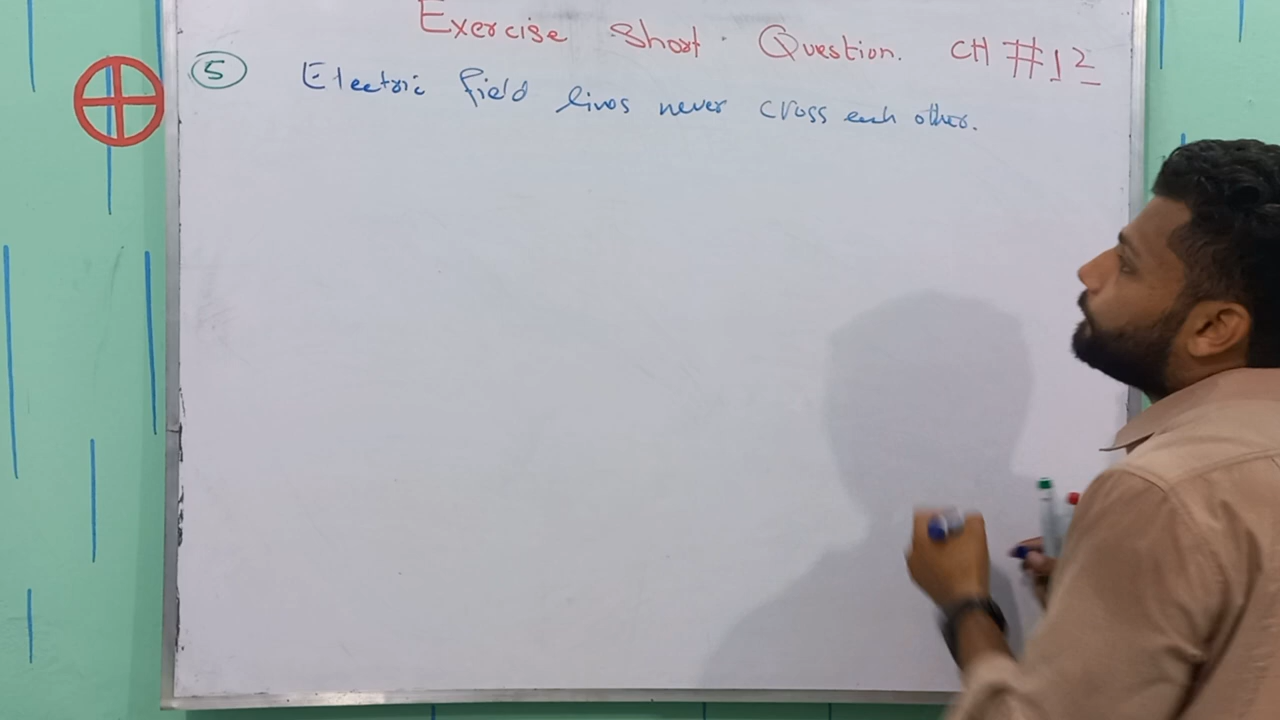 Exercise Short Question. CH #12
5 Electric field lines never cross each other.